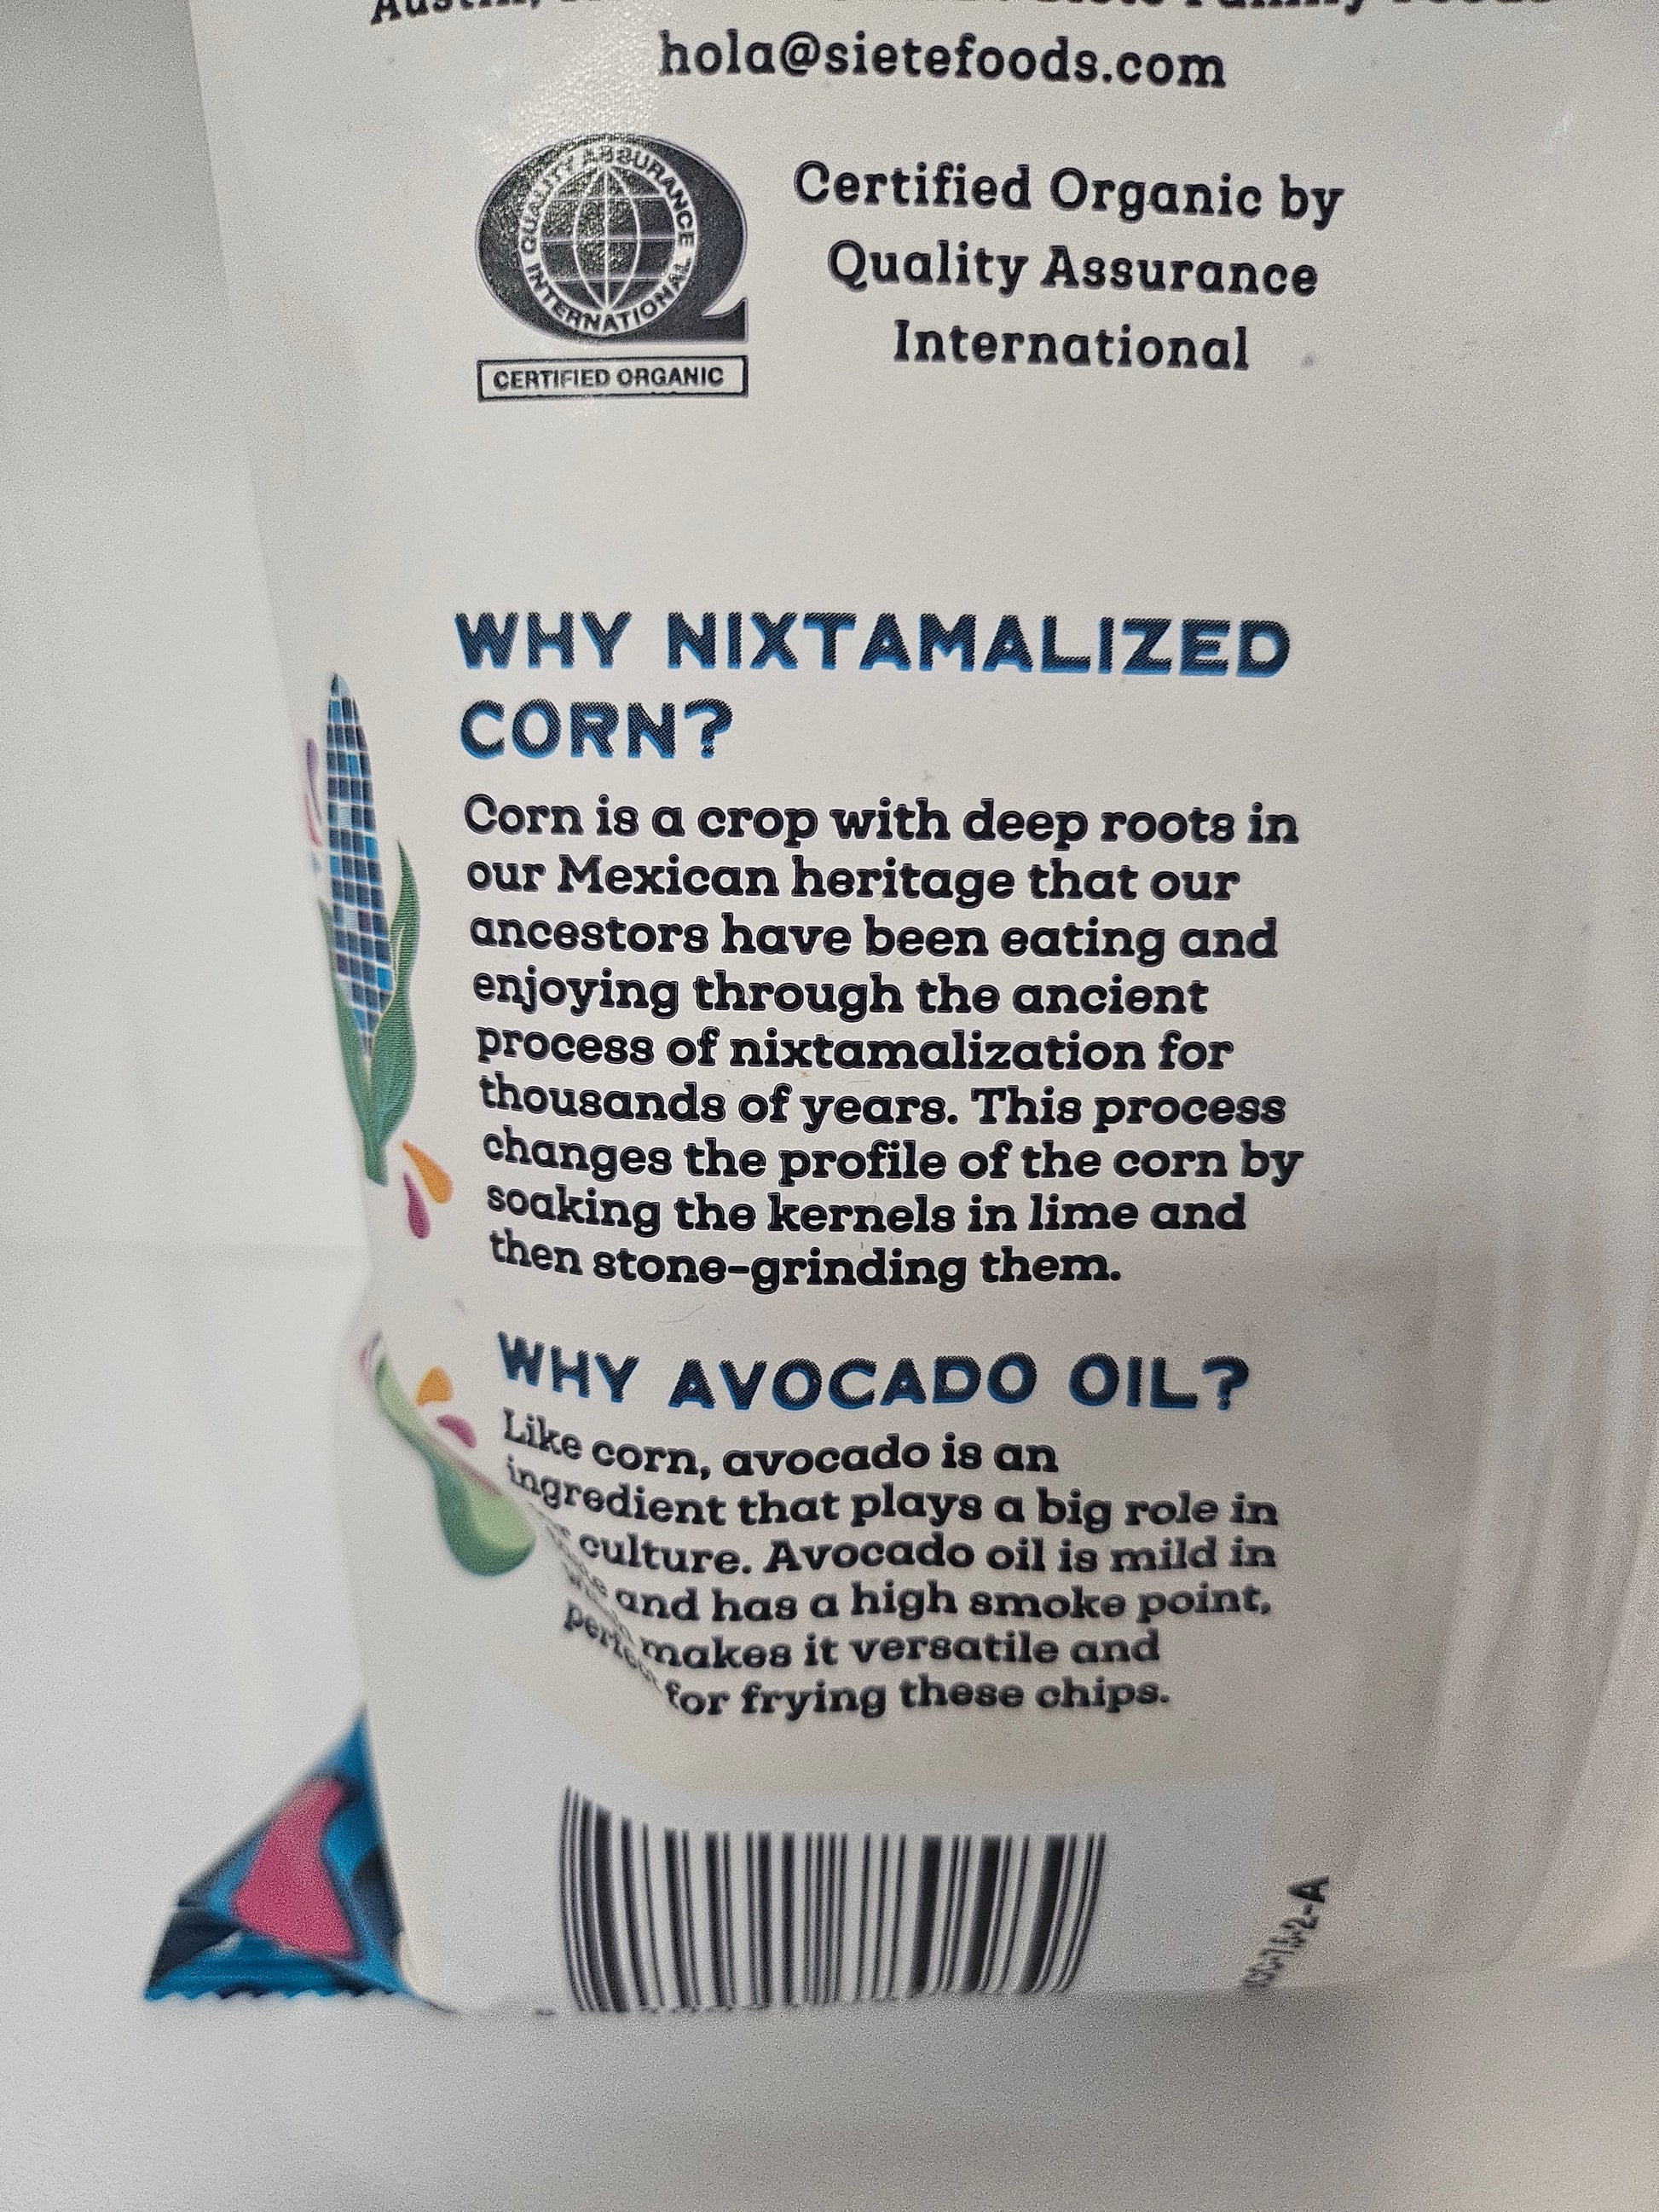 hola@sietefoods.com
QUALITY ASSURANCE INTERNATIONAL
CERTIFIED ORGANIC
Certified Organic by
Quality Assurance
International
WHY NIXTAMALIZED
CORN?
Corn is a crop with deep roots in
our Mexican heritage that our
ancestors have been eating and
enjoying through the ancient
process of nixtamalization for
thousands of years. This process
changes the profile of the corn by
soaking the kernels in lime and
then stone-grinding them.
WHY AVOCADO OIL?
Like corn, avocado is an
ingredient that plays a big role in
culture. Avocado oil is mild in
and has a high smoke point,
makes it versatile and
for frying these chips.